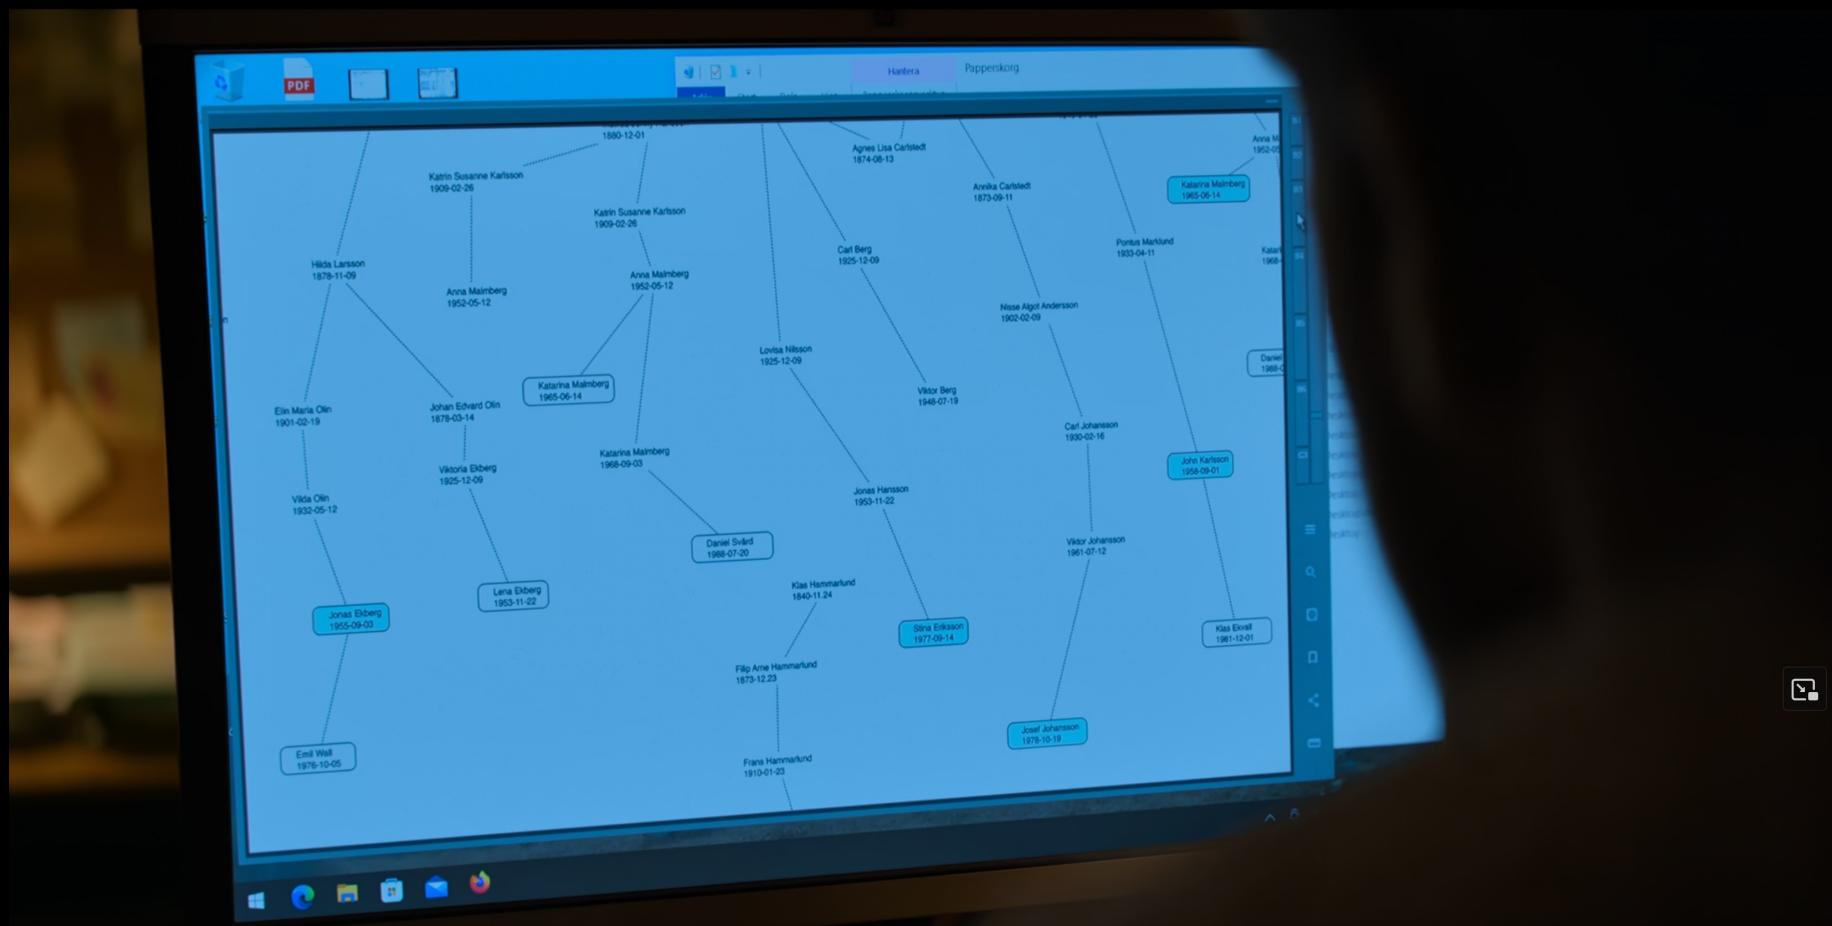 PDF
Hantera
Papperskorg
1880-12-01
Katrin Susanne Karlsson
1909-02-26
Katrin Susanne Karlsson
1909-02-26
Agnes Lisa Carlstedt
1874-08-13
Annika Carlstedt
1873-09-11
Anna M
1952-05
Katarina Malmberg
1965-06-14
Hilda Larsson
1878-11-09
Anna Malmberg
1952-05-12
Anna Malmberg
1952-05-12
Carl Berg
1925-12-09
Pontus Marklund
1933-04-11
Katari
1968-
Nisse Algot Andersson
1902-02-09
Lovisa Nilsson
1925-12-09
Daniel
1988-0
Katarina Malmberg
1965-06-14
Viktor Berg
1948-07-19
Elin Maria Olin
1901-02-19
Johan Edvard Olin
1878-03-14
Carl Johansson
1930-02-16
Katarina Malmberg
1968-09-03
John Karlsson
1958-09-01
Viktoria Ekberg
1925-12-09
Vilda Olin
1932-05-12
Jonas Hansson
1953-11-22
Daniel Svärd
1988-07-20
Viktor Johansson
1961-07-12
Lena Ekberg
1953-11-22
Klas Hammarlund
1840-11.24
Jonas Ekberg
1955-09-03
Stina Eriksson
1977-09-14
Klas Ekvall
1981-12-01
Filip Arne Hammarlund
1873-12.23
Josef Johansson
1978-10-19
Emil Wall
1976-10-05
Frans Hammarlund
1910-01-23